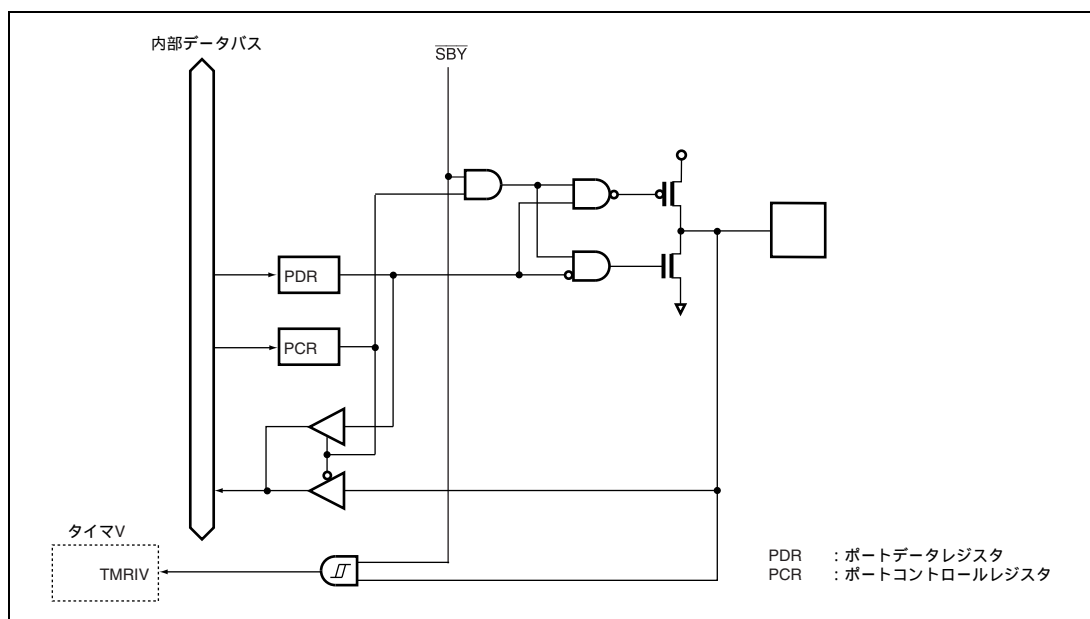 内部データバス
SBY
PDR
PCR
タイマV
TMRIV
PDR : ポートデータレジスタ
PCR : ポートコントロールレジスタ